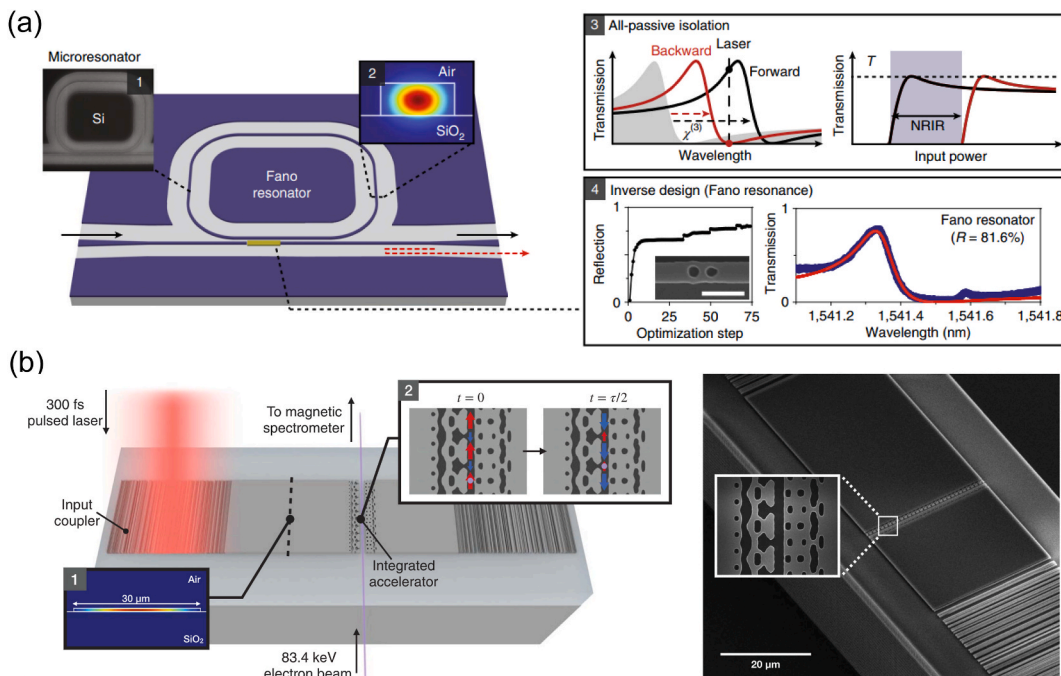 (a)
Microresonator
1
Si
2
Air
SiO₂
Fano
resonator
3 All-passive isolation
Backward
Laser
Forward
χ⁽³⁾
Transmission
Wavelength
T
NRIR
Transmission
Input power
4 Inverse design (Fano resonance)
1
0
Reflection
0 25 50 75
Optimization step
1
0
Transmission
Fano resonator
(R = 81.6%)
1,541.2 1,541.4 1,541.6 1,541.8
Wavelength (nm)
(b)
300 fs
pulsed laser
To magnetic
spectrometer
2
t = 0
t = τ/2
Input
coupler
Integrated
accelerator
1
Air
30 μm
SiO₂
83.4 keV
electron beam
20 μm